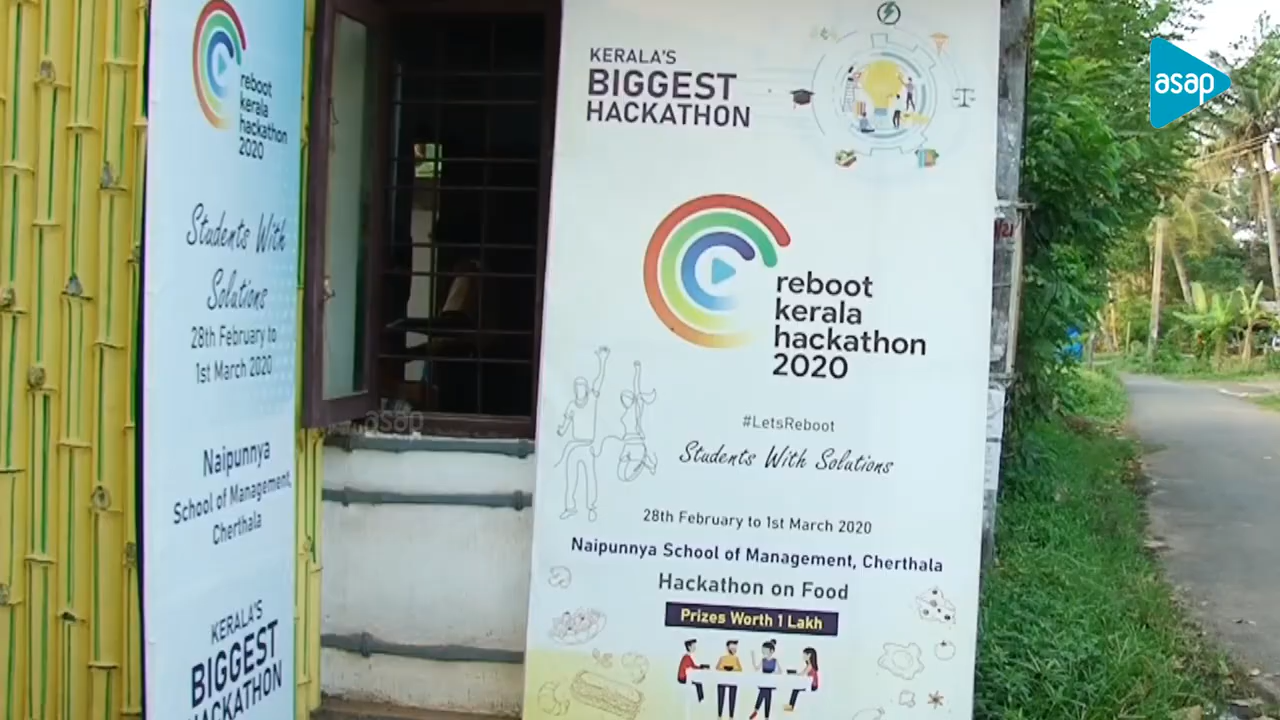 reboot
kerala
hackathon
2020
Students With
Solutions
28th February to
1st March 2020
Naipunnya
School of Management,
Cherthala
KERALA'S
BIGGEST
HACKATHON
KERALA'S
BIGGEST
HACKATHON
reboot
kerala
hackathon
2020
#LetsReboot
Students With Solutions
28th February to 1st March 2020
Naipunnya School of Management, Cherthala
Hackathon on Food
Prizes Worth 1 Lakh
asap
asap